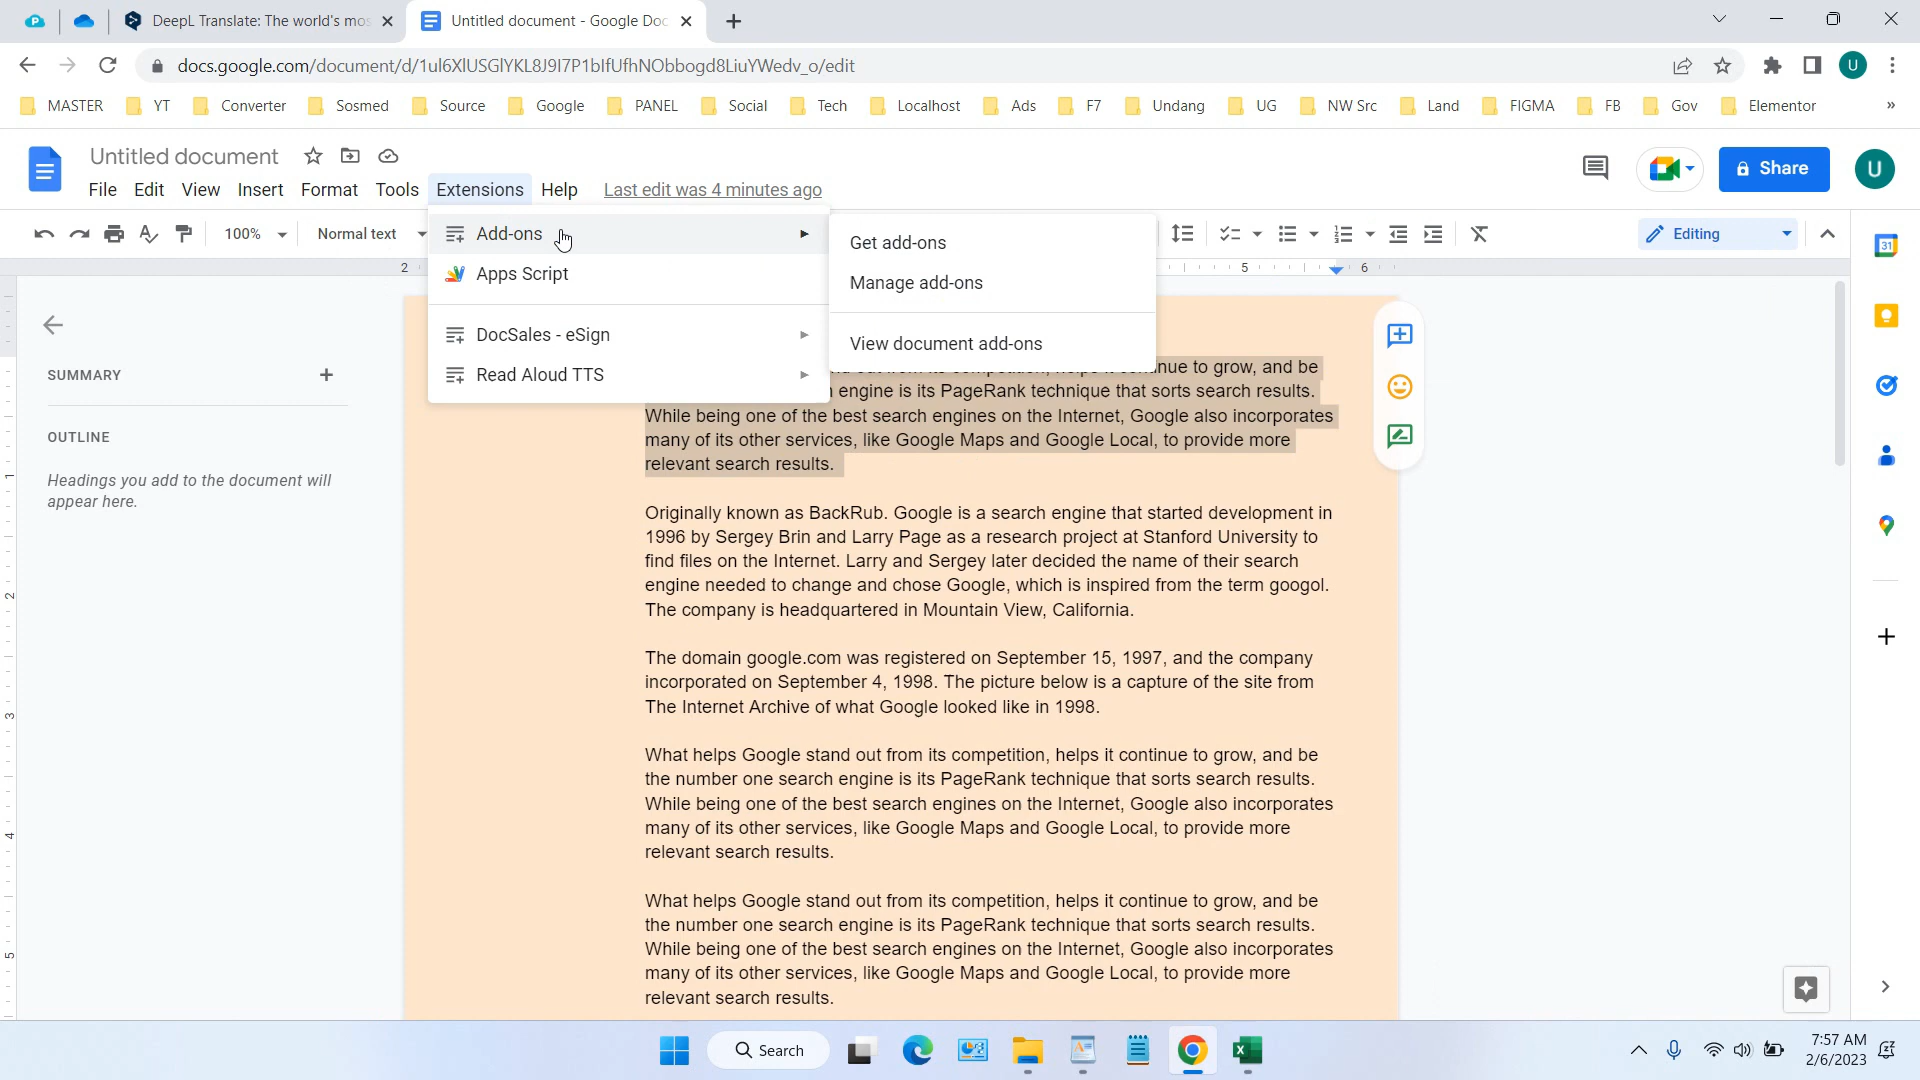 DeepL Translate: The world's mos
Untitled document - Google Doc
docs.google.com/document/d/1ul6XlUSGlYKL8J9I7P1bIfUfhNObbogd8LiuYWedv_o/edit
U
MASTER YT Converter Sosmed Source Google PANEL Social Tech Localhost Ads F7 Undang UG NW Src Land FIGMA FB Gov Elementor »
Untitled document
File Edit View Insert Format Tools Extensions Help Last edit was 4 minutes ago
Share
U
100% Normal text
Editing
Add-ons
Apps Script
DocSales - eSign
Read Aloud TTS
Get add-ons
Manage add-ons
View document add-ons
2 5 6
SUMMARY
OUTLINE
Headings you add to the document will
appear here.
nue to grow, and be
engine is its PageRank technique that sorts search results.
While being one of the best search engines on the Internet, Google also incorporates
many of its other services, like Google Maps and Google Local, to provide more
relevant search results.
Originally known as BackRub. Google is a search engine that started development in
1996 by Sergey Brin and Larry Page as a research project at Stanford University to
find files on the Internet. Larry and Sergey later decided the name of their search
engine needed to change and chose Google, which is inspired from the term googol.
The company is headquartered in Mountain View, California.
The domain google.com was registered on September 15, 1997, and the company
incorporated on September 4, 1998. The picture below is a capture of the site from
The Internet Archive of what Google looked like in 1998.
What helps Google stand out from its competition, helps it continue to grow, and be
the number one search engine is its PageRank technique that sorts search results.
While being one of the best search engines on the Internet, Google also incorporates
many of its other services, like Google Maps and Google Local, to provide more
relevant search results.
What helps Google stand out from its competition, helps it continue to grow, and be
the number one search engine is its PageRank technique that sorts search results.
While being one of the best search engines on the Internet, Google also incorporates
many of its other services, like Google Maps and Google Local, to provide more
relevant search results.
1
2
3
4
5
31
Search
7:57 AM
2/6/2023